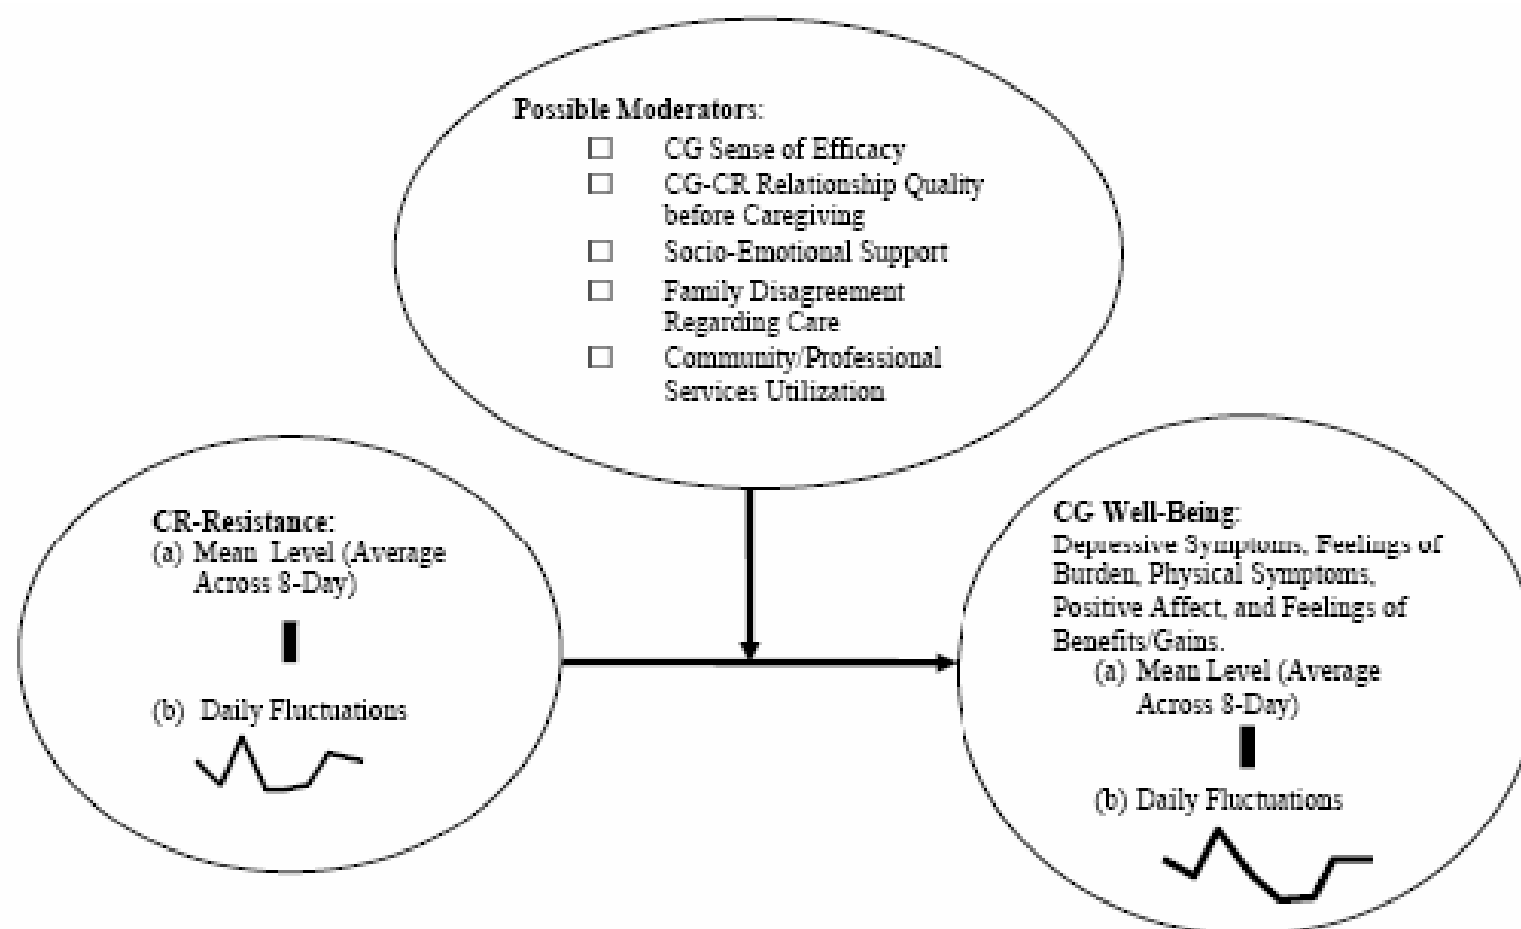 Possible Moderators:
☐ CG Sense of Efficacy
☐ CG-CR Relationship Quality
before Caregiving
☐ Socio-Emotional Support
☐ Family Disagreement
Regarding Care
☐ Community/Professional
Services Utilization
CR-Resistance:
(a) Mean Level (Average
Across 8-Day)
(b) Daily Fluctuations
CG Well-Being:
Depressive Symptoms, Feelings of
Burden, Physical Symptoms,
Positive Affect, and Feelings of
Benefits/Gains.
(a) Mean Level (Average
Across 8-Day)
(b) Daily Fluctuations